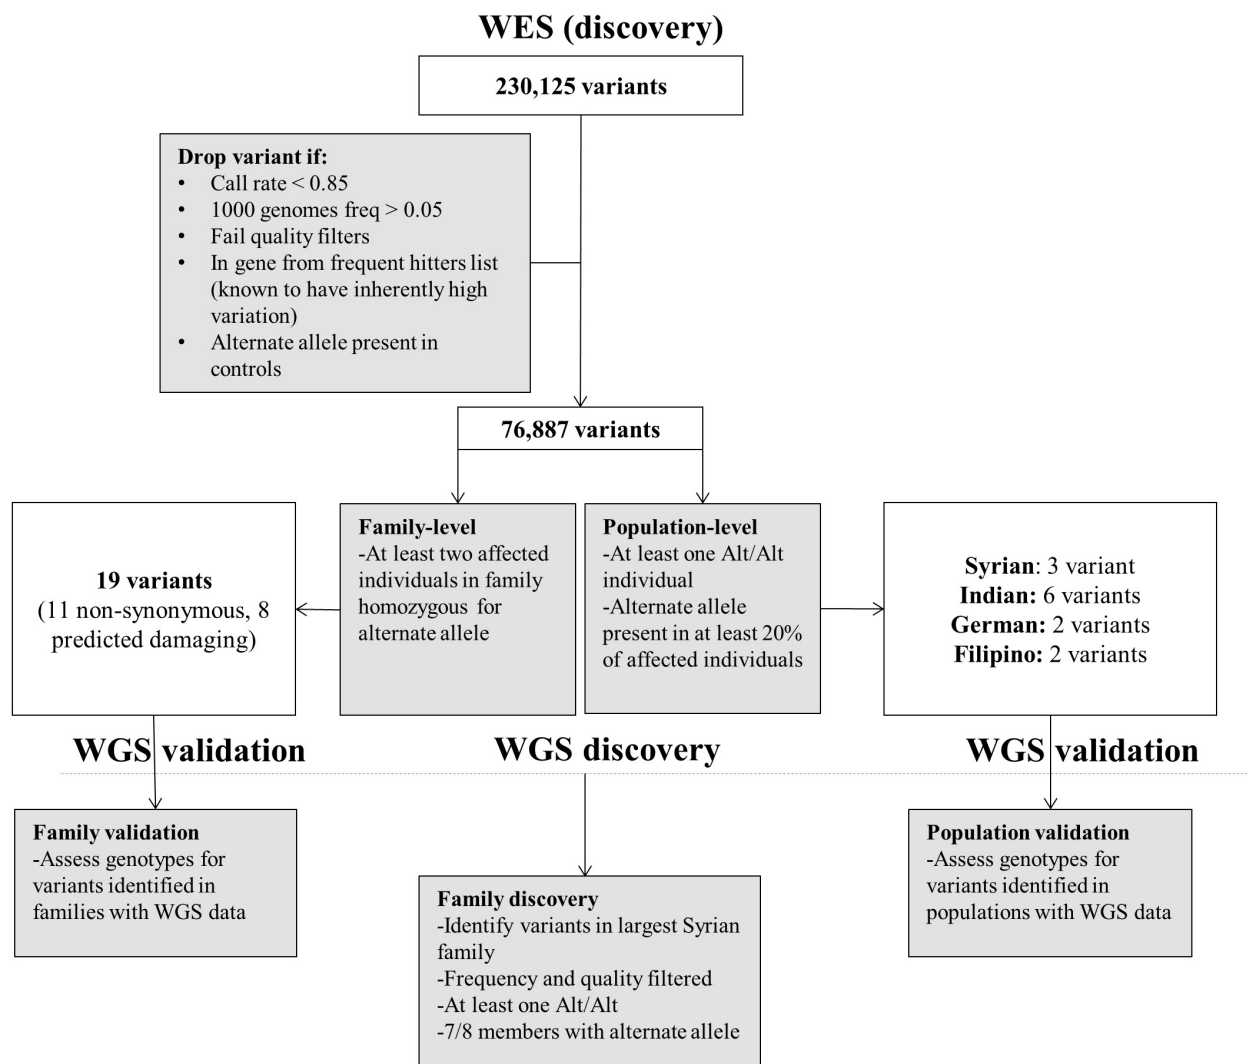 WES (discovery)
230,125 variants
Drop variant if:
• Call rate < 0.85
• 1000 genomes freq > 0.05
• Fail quality filters
• In gene from frequent hitters list
(known to have inherently high
variation)
• Alternate allele present in
controls
76,887 variants
19 variants
(11 non-synonymous, 8
predicted damaging)
Family-level
-At least two affected
individuals in family
homozygous for
alternate allele
Population-level
-At least one Alt/Alt
individual
-Alternate allele
present in at least 20%
of affected individuals
Syrian: 3 variant
Indian: 6 variants
German: 2 variants
Filipino: 2 variants
WGS validation
WGS discovery
WGS validation
Family validation
-Assess genotypes for
variants identified in
families with WGS data
Family discovery
-Identify variants in largest Syrian
family
-Frequency and quality filtered
-At least one Alt/Alt
-7/8 members with alternate allele
Population validation
-Assess genotypes for
variants identified in
populations with WGS data